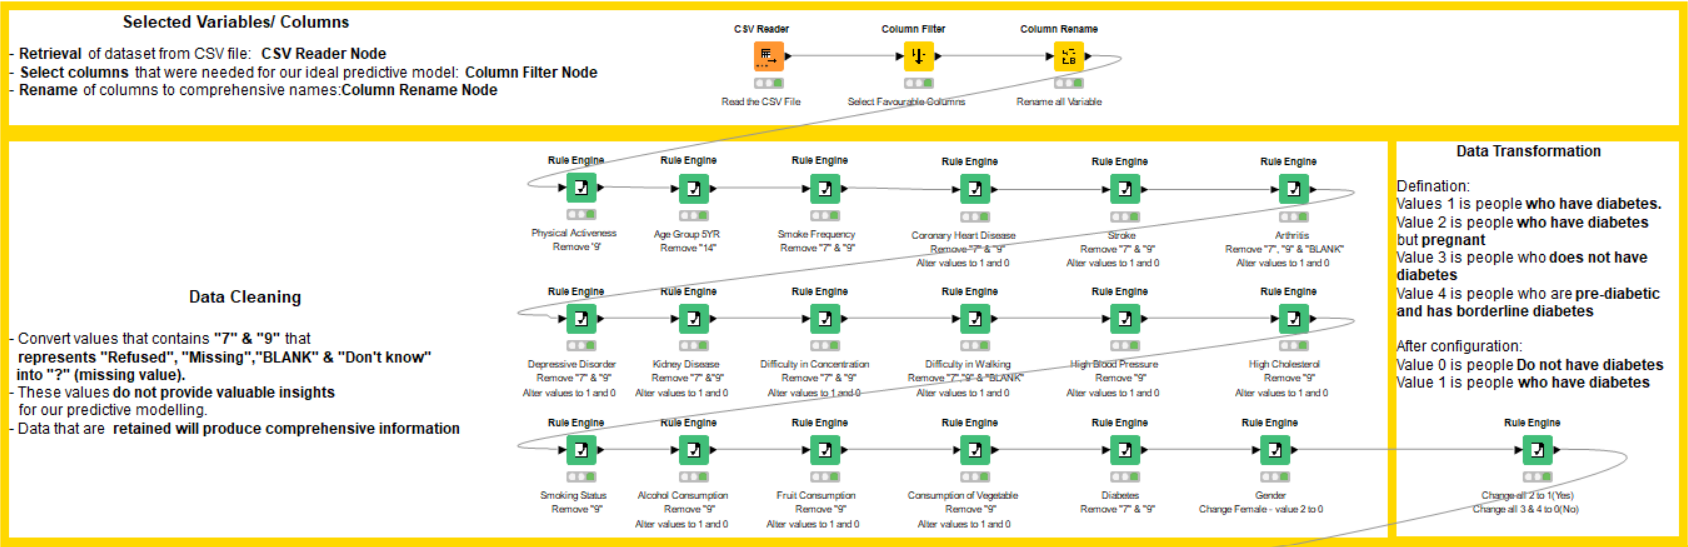 Selected Variables/ Columns
- Retrieval of dataset from CSV file: CSV Reader Node
- Select columns that were needed for our ideal predictive model: Column Filter Node
- Rename of columns to comprehensive names:Column Rename Node
CSV Reader
Column Filter
Column Rename
Read the CSV File
Select Favourable Columns
Rename all Variable
Data Cleaning
- Convert values that contains "7" & "9" that
represents "Refused", "Missing","BLANK" & "Don't know"
into "?" (missing value).
- These values do not provide valuable insights
for our predictive modelling.
- Data that are retained will produce comprehensive information
Rule Engine
Rule Engine
Rule Engine
Rule Engine
Rule Engine
Rule Engine
Physical Activeness
Remove '9'
Age Group 5YR
Remove "14"
Smoke Frequency
Remove "7" & "9"
Coronary Heart Disease
Remove "7" & "9"
Alter values to 1 and 0
Stroke
Remove "7" & "9"
Alter values to 1 and 0
Arthritis
Remove "7", "9" & "BLANK"
Alter values to 1 and 0
Rule Engine
Rule Engine
Rule Engine
Rule Engine
Rule Engine
Rule Engine
Depressive Disorder
Remove "7" & "9"
Alter values to 1 and 0
Kidney Disease
Remove "7" &"9"
Alter values to 1 and 0
Difficulty in Concentration
Remove "7" & "9"
Alter values to 1 and 0
Difficulty in Walking
Remove "7","9" & "BLANK"
Alter values to 1 and 0
High Blood Pressure
Remove "9"
Alter values to 1 and 0
High Cholesterol
Remove "9"
Alter values to 1 and 0
Rule Engine
Rule Engine
Rule Engine
Rule Engine
Rule Engine
Rule Engine
Smoking Status
Remove "9"
Alcohol Consumption
Remove "9"
Alter values to 1 and 0
Fruit Consumption
Remove "9"
Alter values to 1 and 0
Consumption of Vegetable
Remove "9"
Alter values to 1 and 0
Diabetes
Remove "7" & "9"
Gender
Change Female - value 2 to 0
Data Transformation
Defination:
Values 1 is people who have diabetes.
Value 2 is people who have diabetes
but pregnant
Value 3 is people who does not have
diabetes
Value 4 is people who are pre-diabetic
and has borderline diabetes
After configuration:
Value 0 is people Do not have diabetes
Value 1 is people who have diabetes
Rule Engine
Change all 2 to 1(Yes)
Change all 3 & 4 to 0(No)